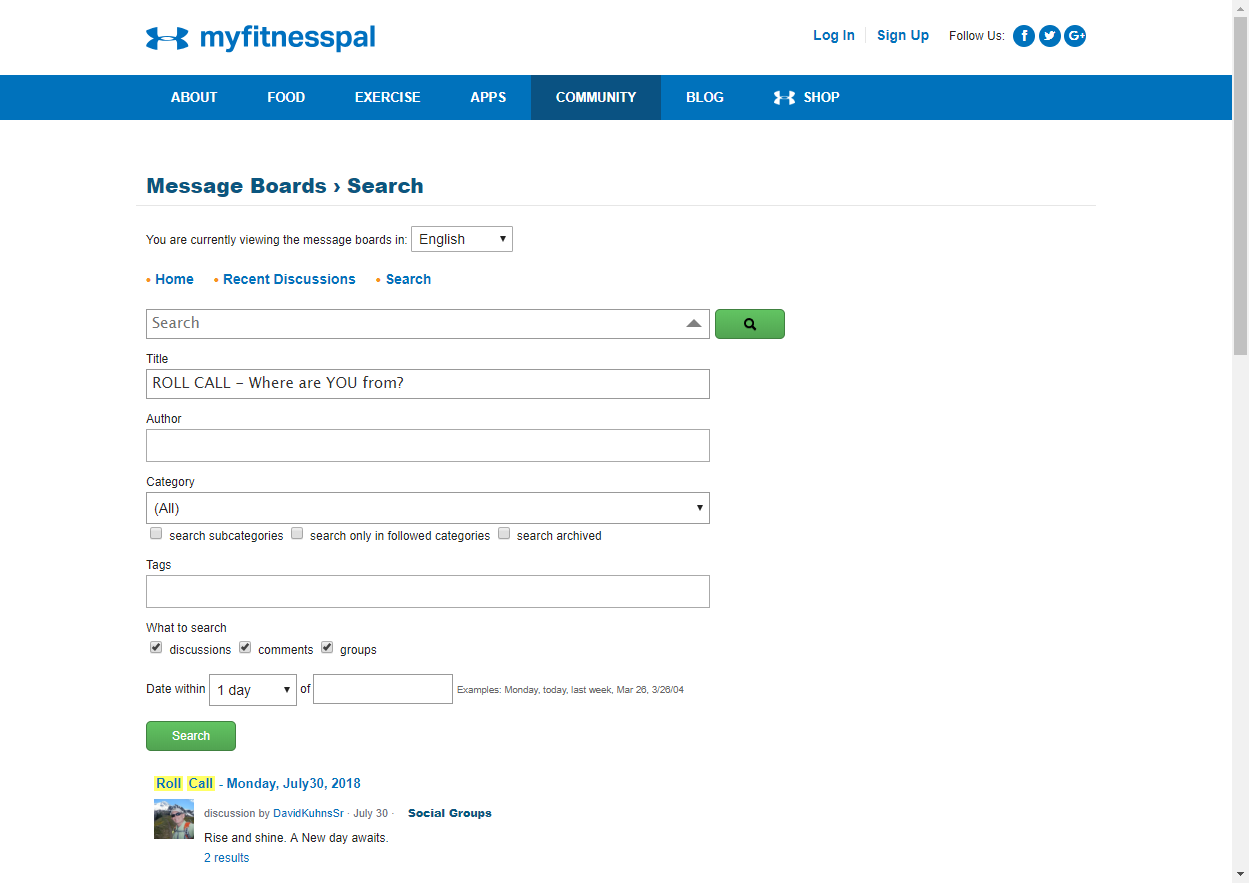 myfitnesspal
Log In
Sign Up
Follow Us:
f
G+
ABOUT
FOOD
EXERCISE
APPS
COMMUNITY
BLOG
SHOP
Message Boards › Search
You are currently viewing the message boards in: English
• Home • Recent Discussions • Search
Search
Title
ROLL CALL - Where are YOU from?
Author
Category
(All)
search subcategories search only in followed categories search archived
Tags
What to search
discussions comments groups
Date within 1 day of Examples: Monday, today, last week, Mar 26, 3/26/04
Search
Roll Call - Monday, July30, 2018
discussion by DavidKuhnsSr · July 30 · Social Groups
Rise and shine. A New day awaits.
2 results